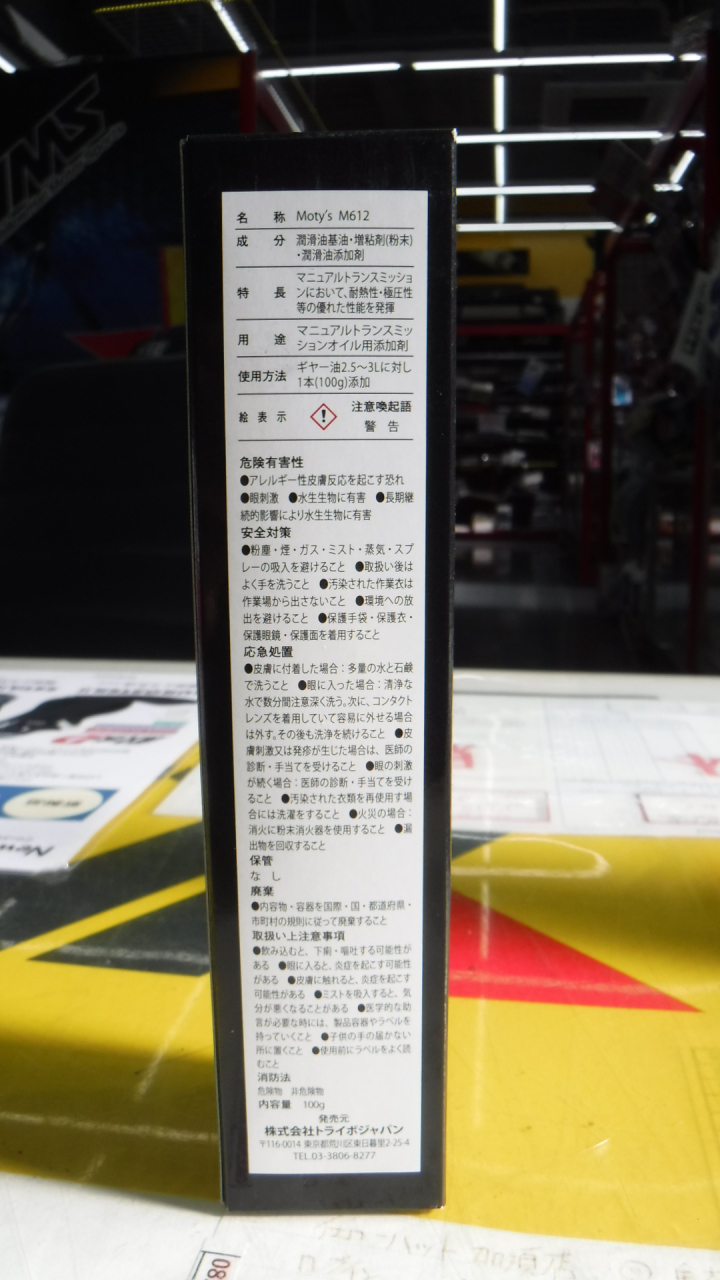 名 称 Moty's M612
成 分 潤滑油基油・増粘剤(粉末)
・潤滑油添加剤
特 長 マニュアルトランスミッショ
ンにおいて、耐熱性・極圧性
等の優れた性能を発揮
用 途 マニュアルトランスミッ
ションオイル用添加剤
使用方法 ギヤー油2.5～3Lに対し
1本(100g)添加
絵 表 示 注意喚起語
警 告
危険有害性
●アレルギー性皮膚反応を起こす恐れ
●眼刺激 ●水生生物に有害 ●長期継
続的影響により水生生物に有害
安全対策
●粉塵・煙・ガス・ミスト・蒸気・スプ
レーの吸入を避けること ●取扱い後は
よく手を洗うこと ●汚染された作業衣は
作業場から出さないこと ●環境への放
出を避けること ●保護手袋・保護衣・
保護眼鏡・保護面を着用すること
応急処置
●皮膚に付着した場合：多量の水と石鹸
で洗うこと ●眼に入った場合：清浄な
水で数分間注意深く洗う。次に、コンタクト
レンズを着用していて容易に外せる場合
は外す。その後も洗浄を続けること ●皮
膚刺激又は発疹が生じた場合は、医師の
診断・手当てを受けること ●眼の刺激
が続く場合：医師の診断・手当てを受け
ること ●汚染された衣類を再使用す場
合には洗濯をすること ●火災の場合：
消火に粉末消火器を使用すること ●漏
出物を回収すること
保管
な し
廃棄
●内容物・容器を国際・国・都道府県・
市町村の規則に従って廃棄すること
取扱い上注意事項
●飲み込むと、下痢・嘔吐する可能性が
ある ●眼に入ると、炎症を起こす可能性
がある ●皮膚に触れると、炎症を起こす
可能性がある ●ミストを吸入すると、気
分が悪くなることがある ●医学的な助
言が必要な時には、製品容器やラベルを
持っていくこと ●子供の手の届かない
所に置くこと ●使用前にラベルをよく読
むこと
消防法
危険物 非危険物
内容量 100g
発売元
株式会社トライボジャパン
〒116-0014 東京都荒川区東日暮里2-25-4
TEL.03-3806-8277
New
08